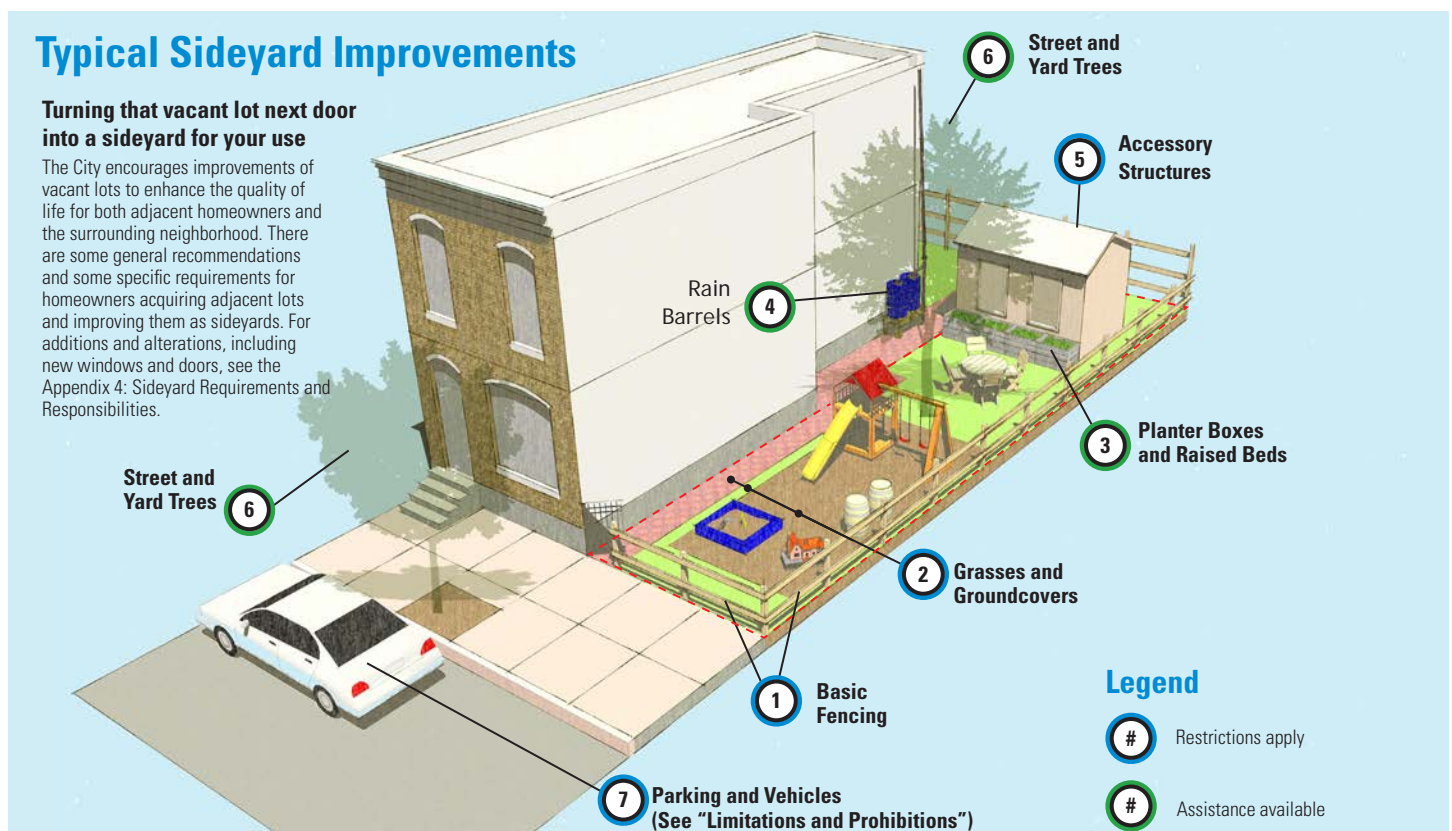 Typical Sideyard Improvements
Turning that vacant lot next door
into a sideyard for your use
The City encourages improvements of
vacant lots to enhance the quality of
life for both adjacent homeowners and
the surrounding neighborhood. There
are some general recommendations
and some specific requirements for
homeowners acquiring adjacent lots
and improving them as sideyards. For
additions and alterations, including
new windows and doors, see the
Appendix 4: Sideyard Requirements and
Responsibilities.
6
Street and
Yard Trees
5
Accessory
Structures
Rain
Barrels
4
3
Planter Boxes
and Raised Beds
Street and
Yard Trees
6
2
Grasses and
Groundcovers
1
Basic
Fencing
7
Parking and Vehicles
(See “Limitations and Prohibitions”)
Legend
# Restrictions apply
# Assistance available